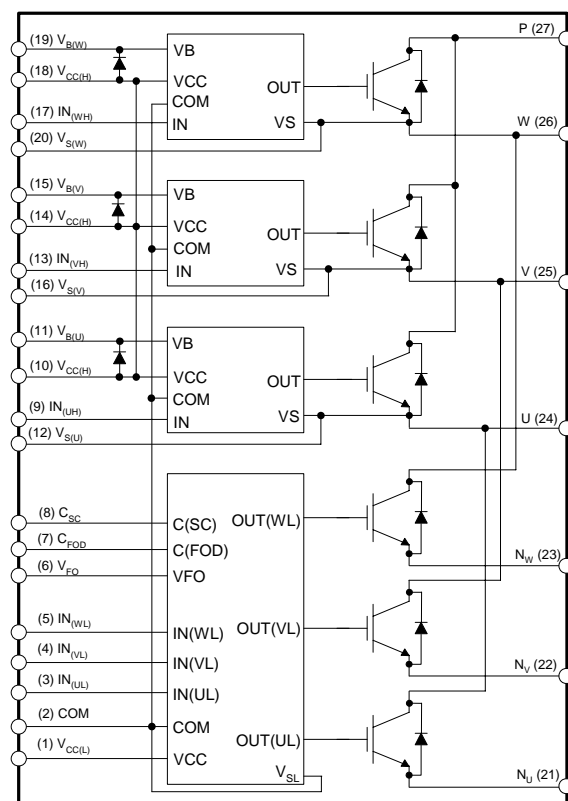 (19) VB(W)
VB
P (27)
(18) VCC(H)
VCC
COM
OUT
(17) IN(WH)
IN
VS
W (26)
(20) VS(W)
(15) VB(V)
VB
(14) VCC(H)
VCC
OUT
COM
(13) IN(VH)
IN
VS
V (25)
(16) VS(V)
(11) VB(U)
VB
(10) VCC(H)
VCC
OUT
COM
(9) IN(UH)
IN
VS
U (24)
(12) VS(U)
(8) CSC
C(SC)
OUT(WL)
(7) CFOD
C(FOD)
NW (23)
(6) VFO
VFO
(5) IN(WL)
IN(WL)
OUT(VL)
(4) IN(VL)
IN(VL)
NV (22)
(3) IN(UL)
IN(UL)
(2) COM
COM
OUT(UL)
(1) VCC(L)
VCC
VSL
NU (21)